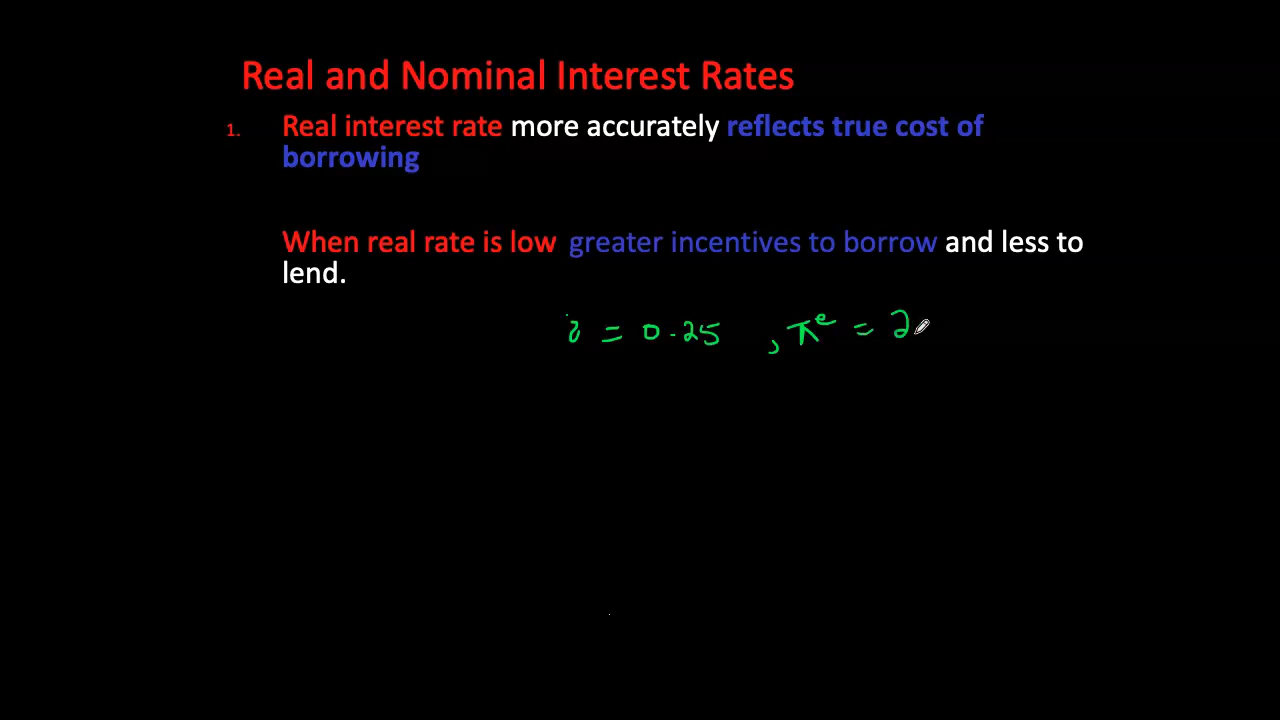 Real and Nominal Interest Rates
1. Real interest rate more accurately reflects true cost of
borrowing
When real rate is low greater incentives to borrow and less to
lend.
i = 0.25 , π^e = 2